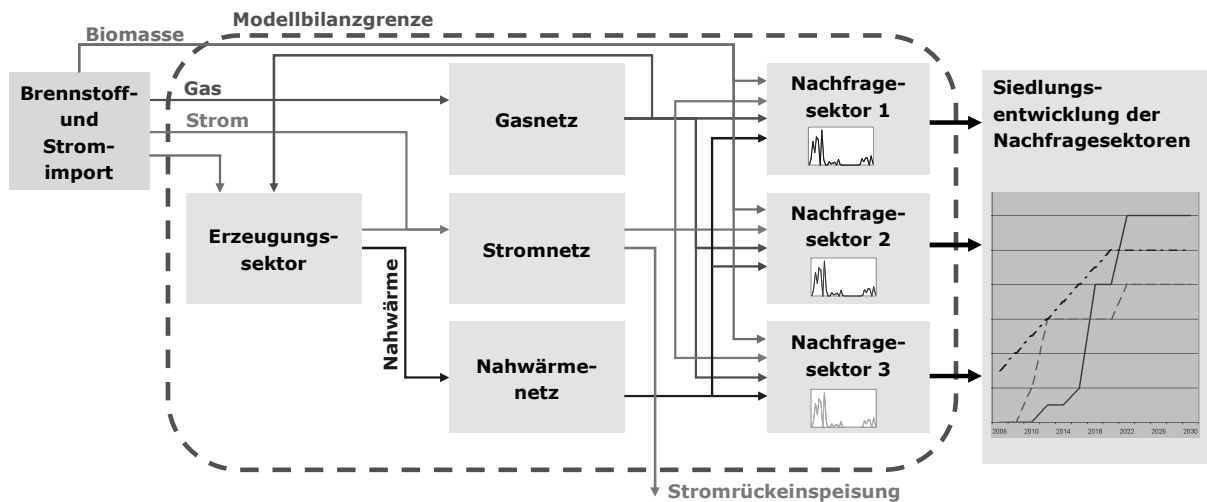 Modellbilanzgrenze
Biomasse
Brennstoff-
und
Strom-
import
Gas
Strom
Gasnetz
Erzeugungs-
sektor
Stromnetz
Nahwärme
Nahwärme-
netz
Nachfrage-
sektor 1
Nachfrage-
sektor 2
Nachfrage-
sektor 3
Stromrückeinspeisung
Siedlungs-
entwicklung der
Nachfragesektoren
2006 2010 2014 2018 2022 2026 2030